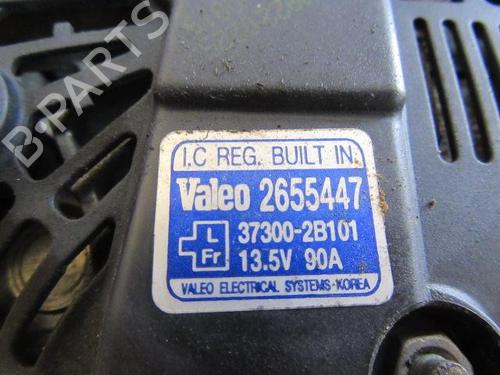 B-PARTS
I.C REG. BUILT IN.
Valeo 2655447
L
Fr
37300-2B101
13.5V 90A
VALEO ELECTRICAL SYSTEMS-KOREA